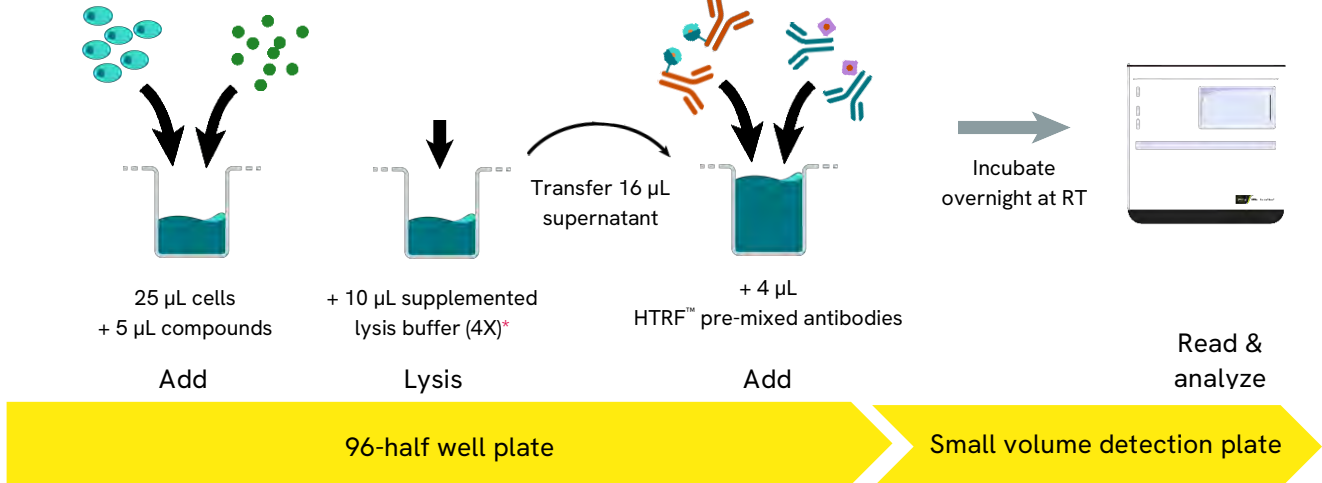 25 µL cells
+ 5 µL compounds
Add
+ 10 µL supplemented
lysis buffer (4X)*
Lysis
Transfer 16 µL
supernatant
+ 4 µL
HTRF™ pre-mixed antibodies
Add
Incubate
overnight at RT
Read &
analyze
96-half well plate
Small volume detection plate